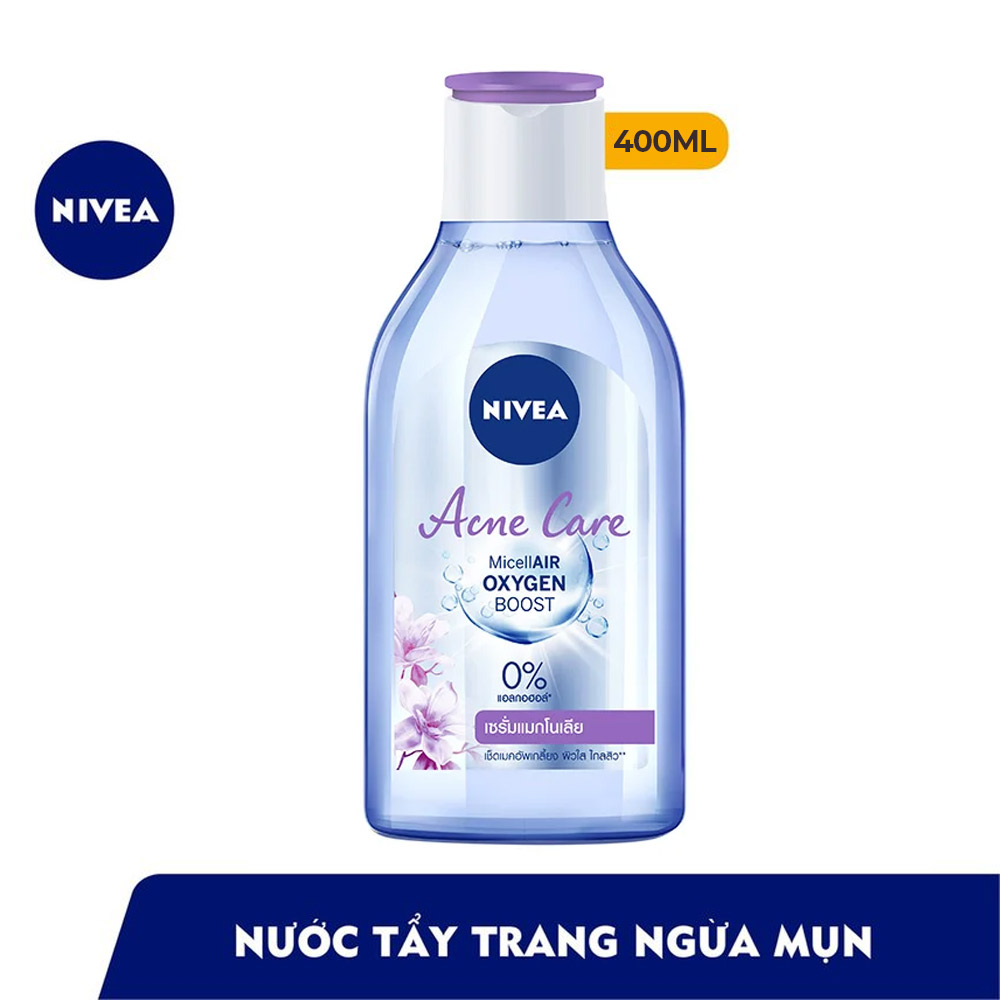 400ML
NIVEA
NIVEA
Acne Care
MicellAIR
OXYGEN
BOOST
0%
แอลกอฮอล์*
เซรั่มแมกโนเลีย
เช็ดเมคอัพเกลี้ยง ผิวใส ไกลสิว**
NƯỚC TẨY TRANG NGỪA MỤN